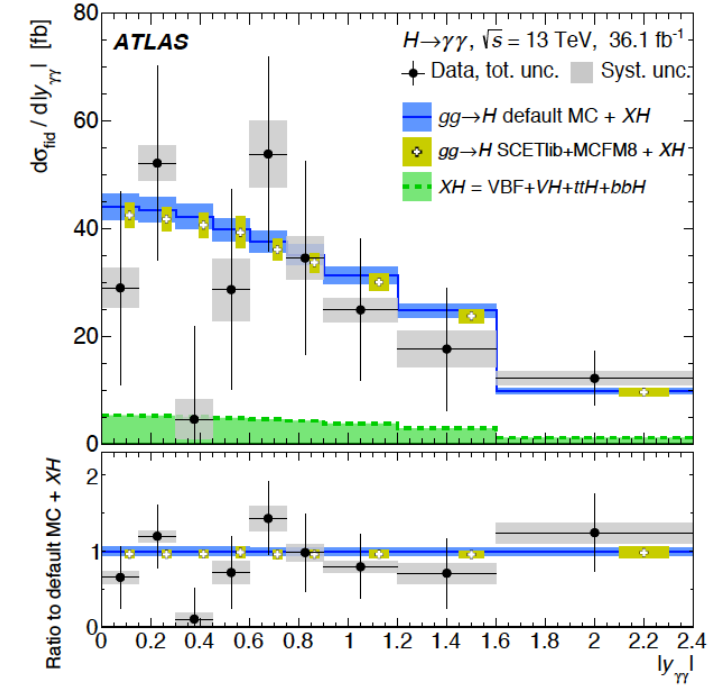 ATLAS
H→γγ, √s = 13 TeV, 36.1 fb⁻¹
Data, tot. unc. Syst. unc.
gg→H default MC + XH
gg→H SCETlib+MCFM8 + XH
XH = VBF+VH+ttH+bbH
dσ_fid / d|y_γγ| [fb]
80
60
40
20
0
Ratio to default MC + XH
2
1
0
0 0.2 0.4 0.6 0.8 1 1.2 1.4 1.6 1.8 2 2.2 2.4
|y_γγ|